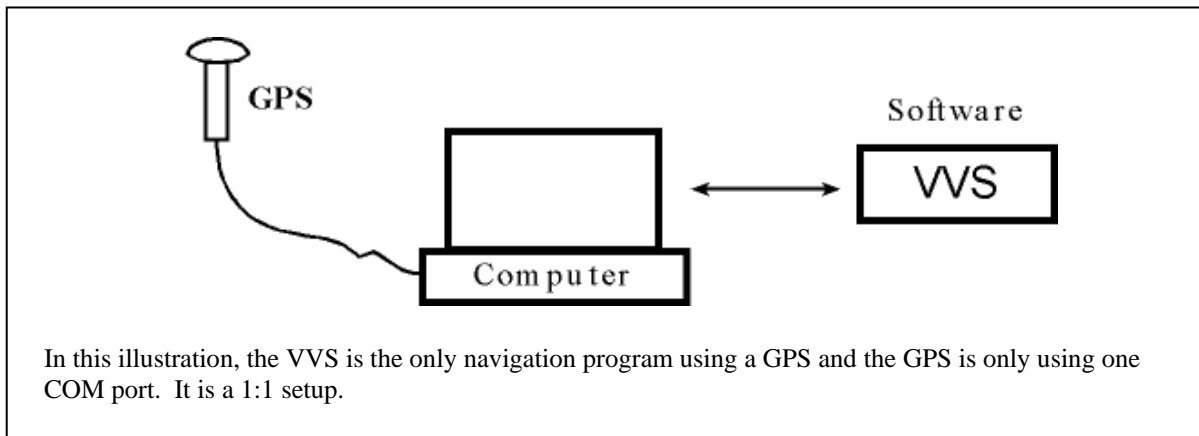 GPS
Software
VVS
Computer
In this illustration, the VVS is the only navigation program using a GPS and the GPS is only using one
COM port. It is a 1:1 setup.